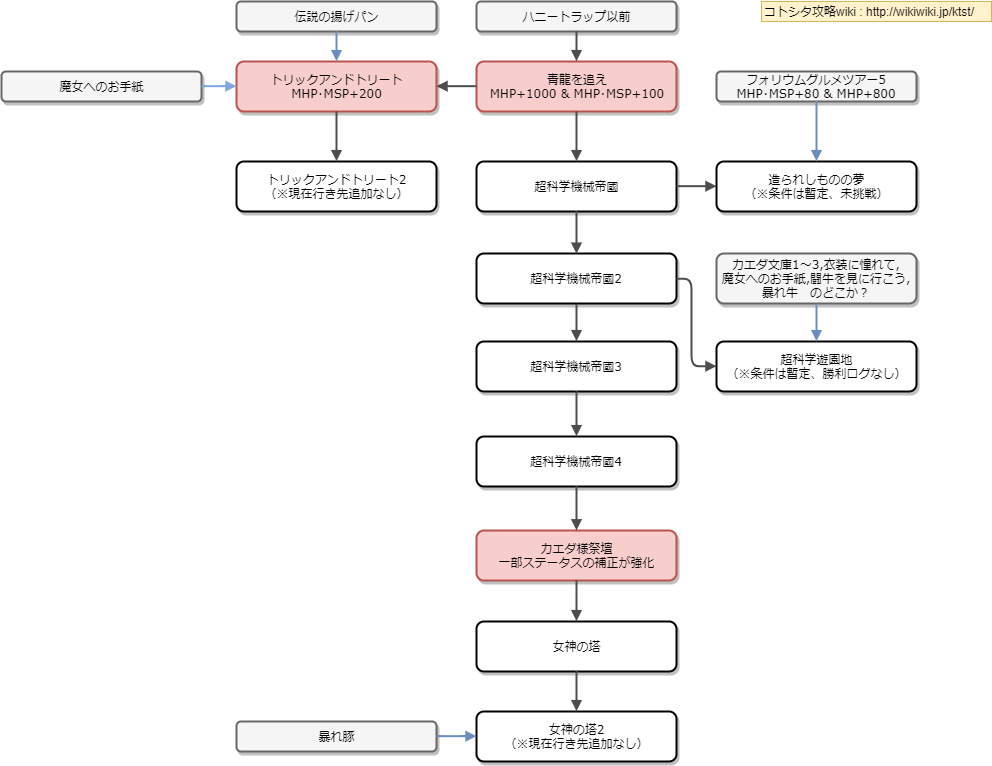 コトシタ攻略wiki : http://wikiwiki.jp/ktst/
伝説の揚げパン
ハニートラップ以前
魔女へのお手紙
トリックアンドトリート
MHP･MSP+200
青龍を追え
MHP+1000 & MHP･MSP+100
フォリウムグルメツアー5
MHP･MSP+80 & MHP+800
トリックアンドトリート2
（※現在行き先追加なし）
超科学機械帝國
造られしものの夢
（※条件は暫定、未挑戦）
超科学機械帝國2
カエダ文庫1～3,衣装に憧れて,
魔女へのお手紙,闘牛を見に行こう,
暴れ牛　のどこか？
超科学機械帝國3
超科学遊園地
（※条件は暫定、勝利ログなし）
超科学機械帝國4
カエダ様祭壇
一部ステータスの補正が強化
女神の塔
暴れ豚
女神の塔2
（※現在行き先追加なし）